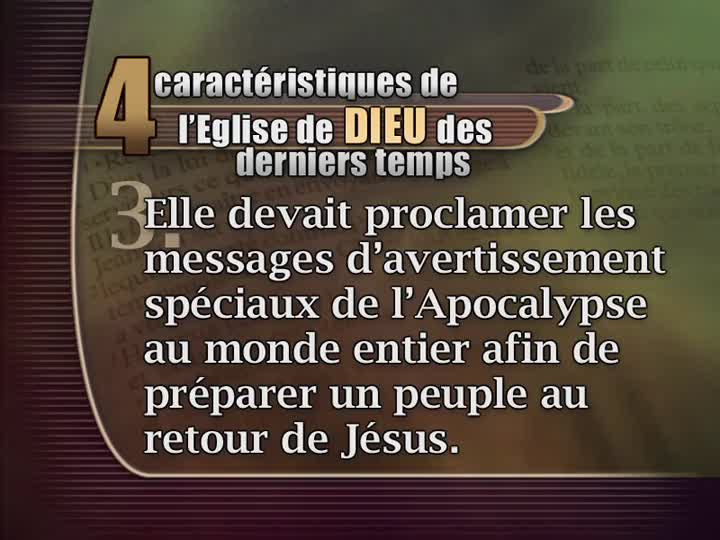 4 caractéristiques de
l'Eglise de DIEU des
derniers temps
3. Elle devait proclamer les
messages d'avertissement
spéciaux de l'Apocalypse
au monde entier afin de
préparer un peuple au
retour de Jésus.